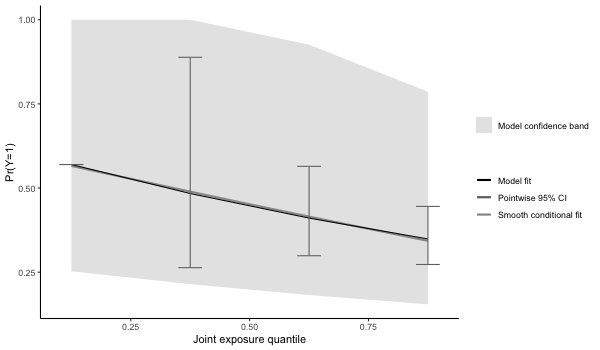 1.00
0.75
0.50
0.25
Pr(Y=1)
0.25 0.50 0.75
Joint exposure quantile
Model confidence band
Model fit
Pointwise 95% CI
Smooth conditional fit